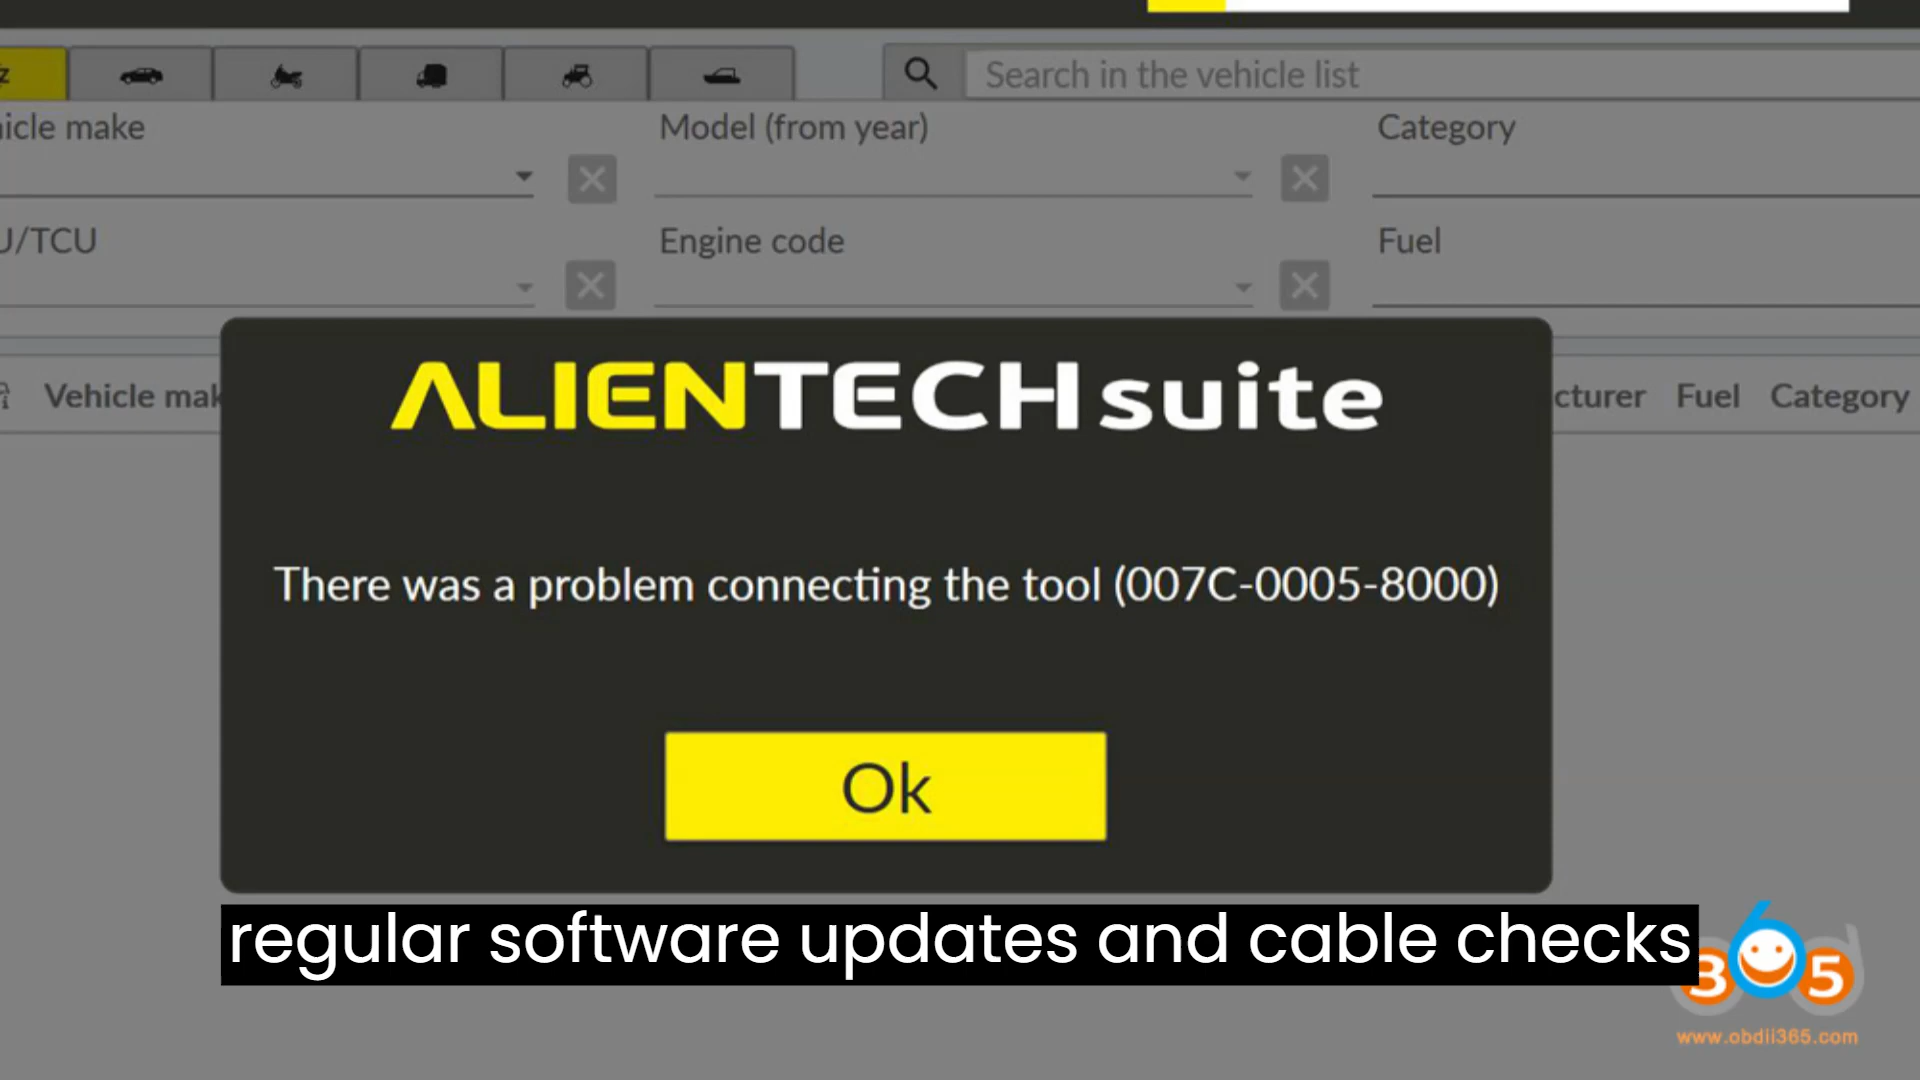 Search in the vehicle list
icle make
Model (from year)
Category
U/TCU
Engine code
Fuel
Vehicle mak
cturer
Fuel
Category
ALIENTECH suite
There was a problem connecting the tool (007C-0005-8000)
Ok
regular software updates and cable checks
obd
365
www.obdii365.com